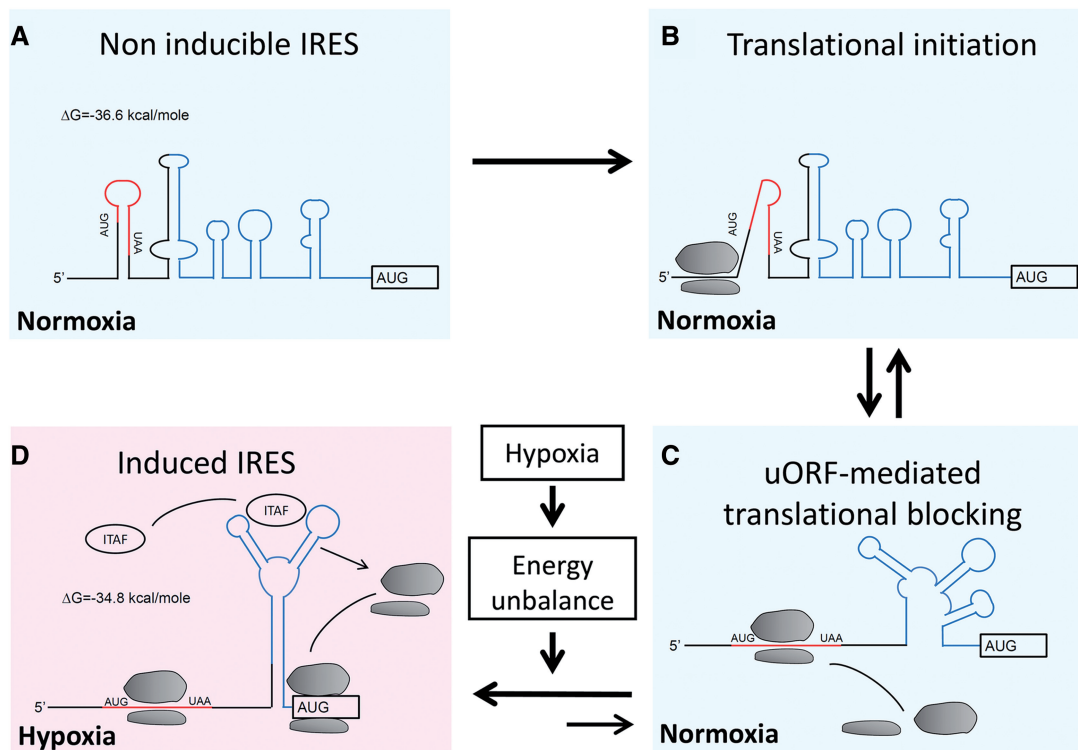 A
Non inducible IRES
ΔG=-36.6 kcal/mole
AUG
UAA
5'
AUG
Normoxia
B
Translational initiation
AUG
UAA
5'
AUG
Normoxia
D
Induced IRES
ITAF
ITAF
ΔG=-34.8 kcal/mole
5'
AUG
UAA
AUG
Hypoxia
Hypoxia
Energy
unbalance
C
uORF-mediated
translational blocking
5'
AUG
UAA
AUG
Normoxia